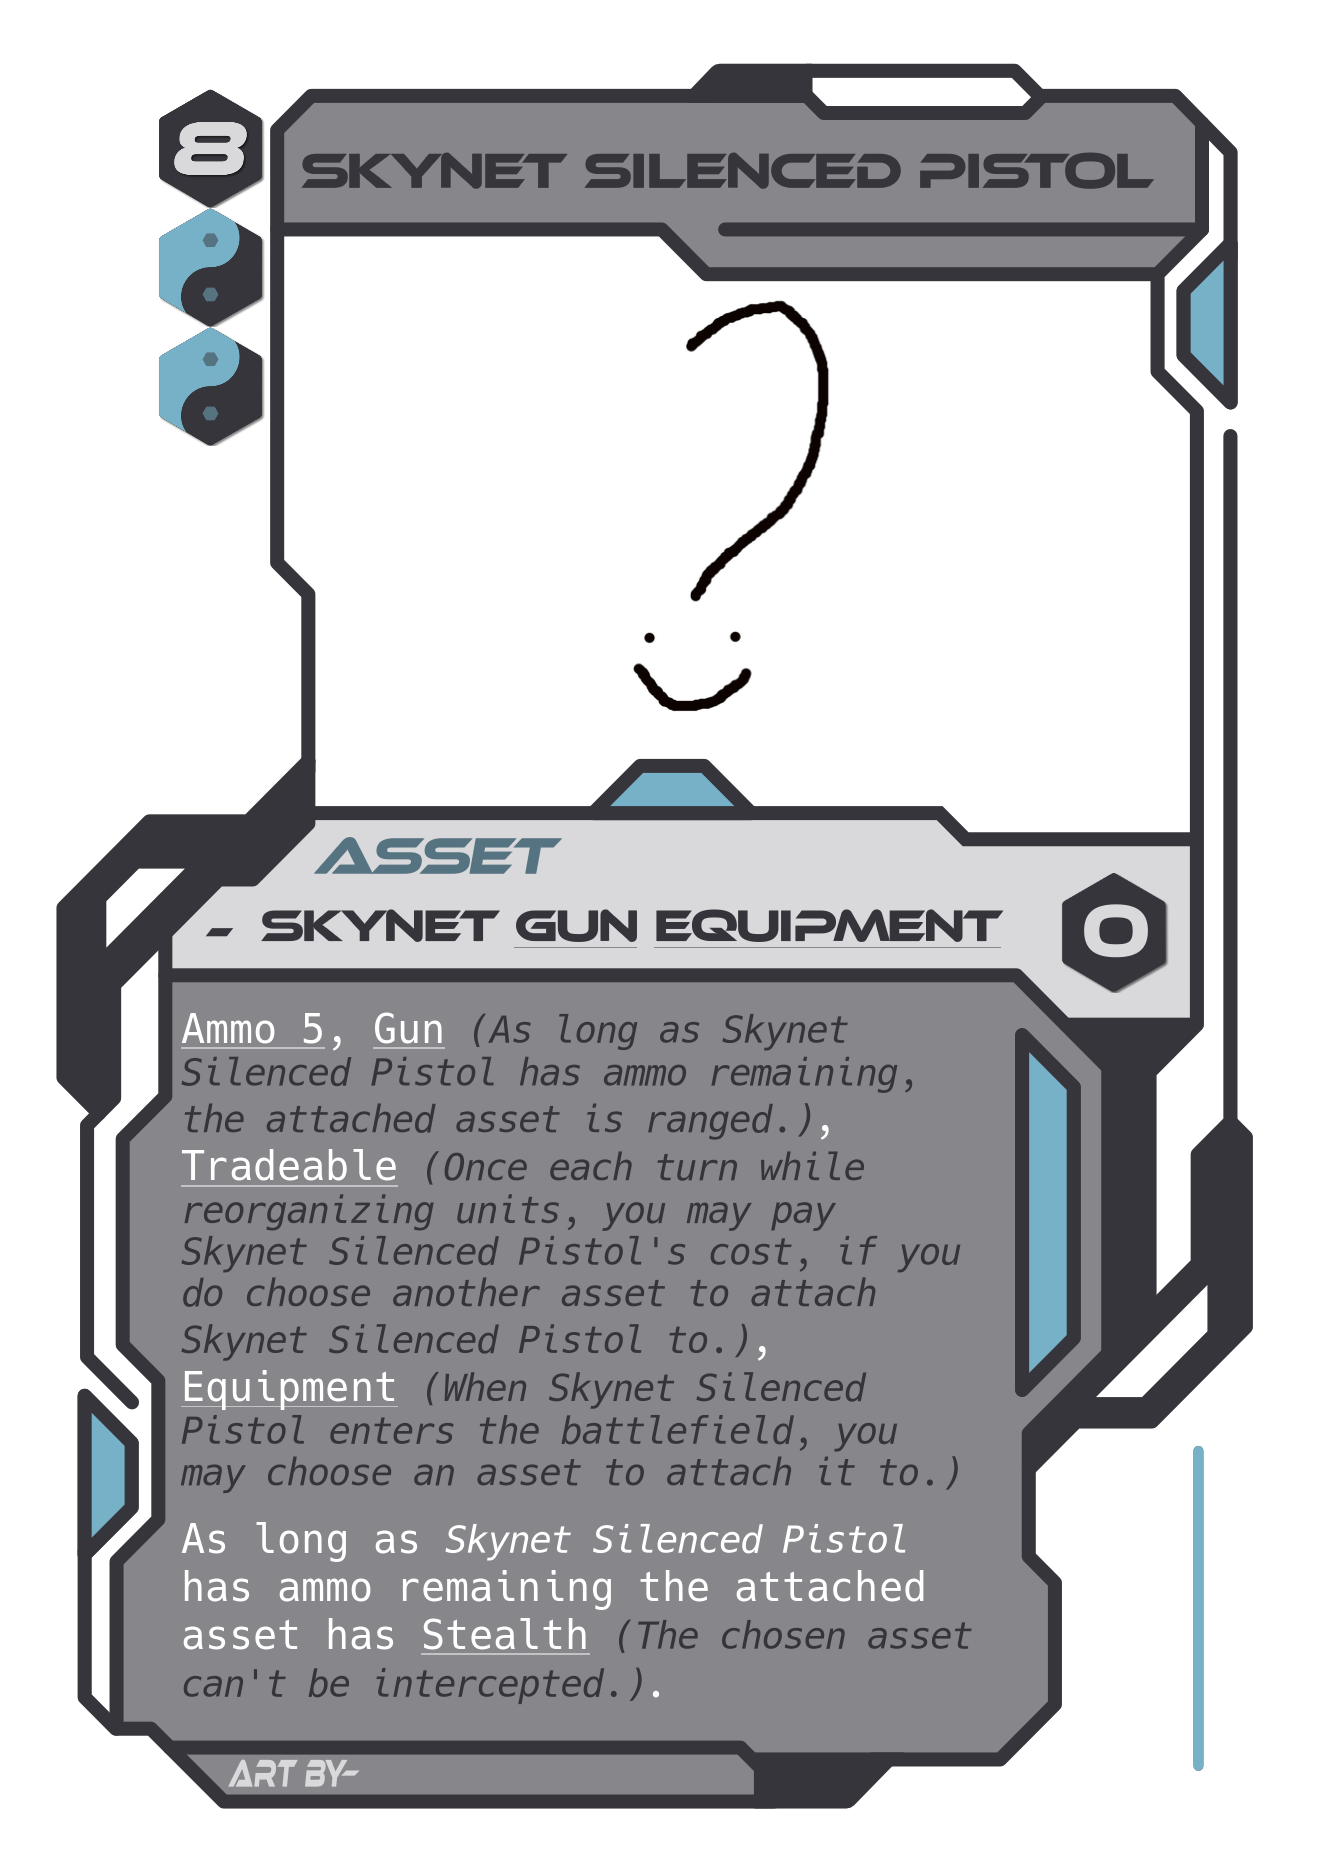 8
SKYNET SILENCED PISTOL
ASSET
- SKYNET GUN EQUIPMENT
0
Ammo 5, Gun (As long as Skynet
Silenced Pistol has ammo remaining,
the attached asset is ranged.),
Tradeable (Once each turn while
reorganizing units, you may pay
Skynet Silenced Pistol's cost, if you
do choose another asset to attach
Skynet Silenced Pistol to.),
Equipment (When Skynet Silenced
Pistol enters the battlefield, you
may choose an asset to attach it to.)
As long as Skynet Silenced Pistol
has ammo remaining the attached
asset has Stealth (The chosen asset
can't be intercepted.).
ART BY-